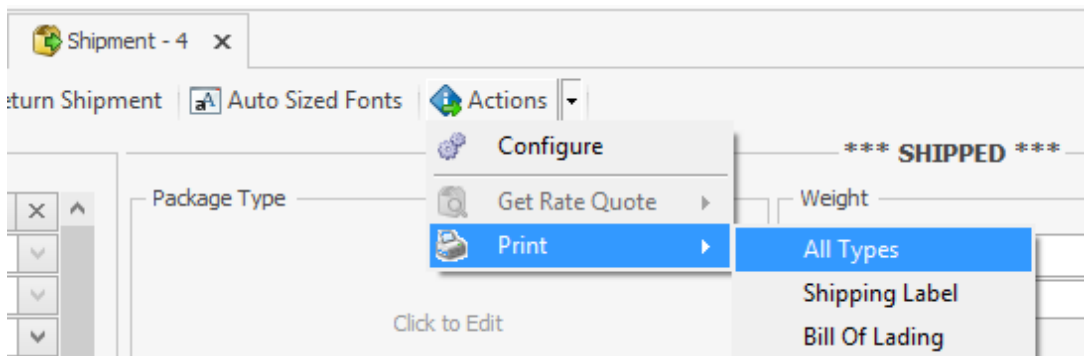 Shipment - 4
eturn Shipment Auto Sized Fonts Actions
Configure
*** SHIPPED ***
Package Type
Get Rate Quote
Weight
Print
All Types
Shipping Label
Click to Edit
Bill Of Lading